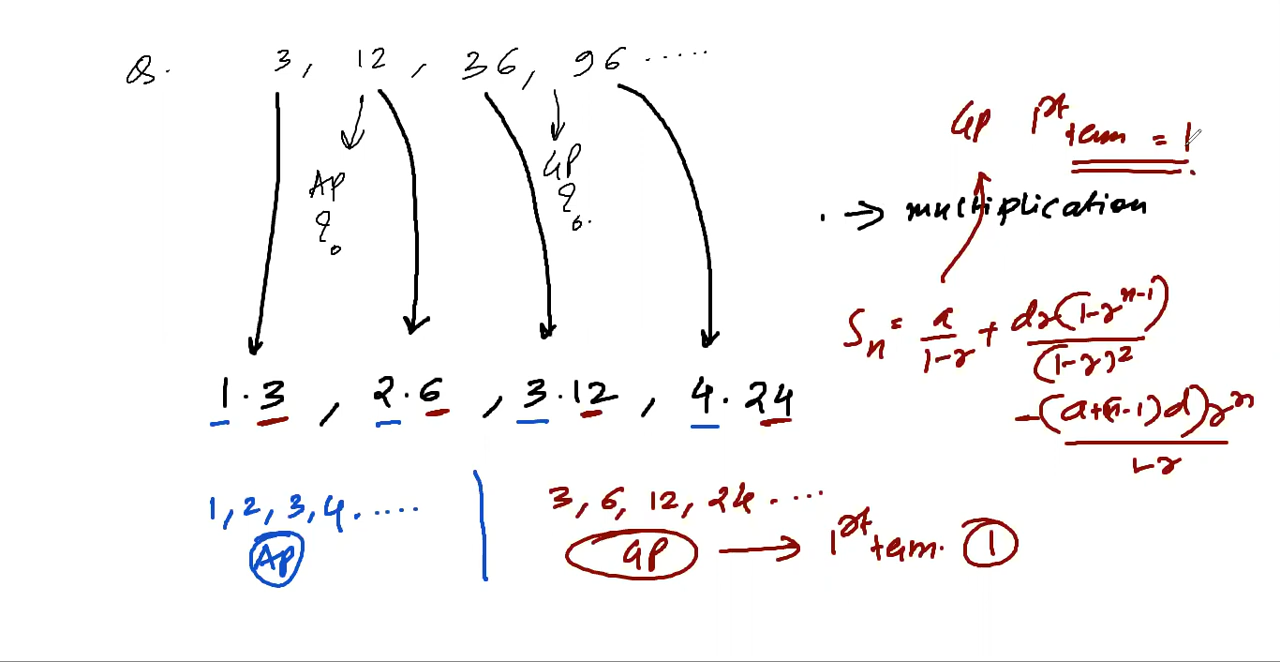 Q. 3, 12, 36, 96.....
GP 1st term = 1
AP ?
GP ?
. → multiplication
Sn = a/1-r + dr(1-r^n-1)/(1-r)^2
-(a+(n-1)d)r^n/1-r
1.3, 2.6, 3.12, 4.24
1, 2, 3, 4.....
3, 6, 12, 24....
AP
GP → 1st term. 1